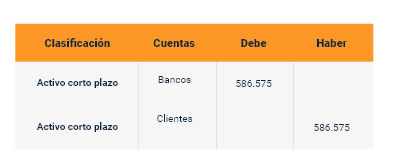 Clasificación Cuentas Debe Haber
Activo corto plazo Bancos 586.575
Activo corto plazo Clientes 586.575